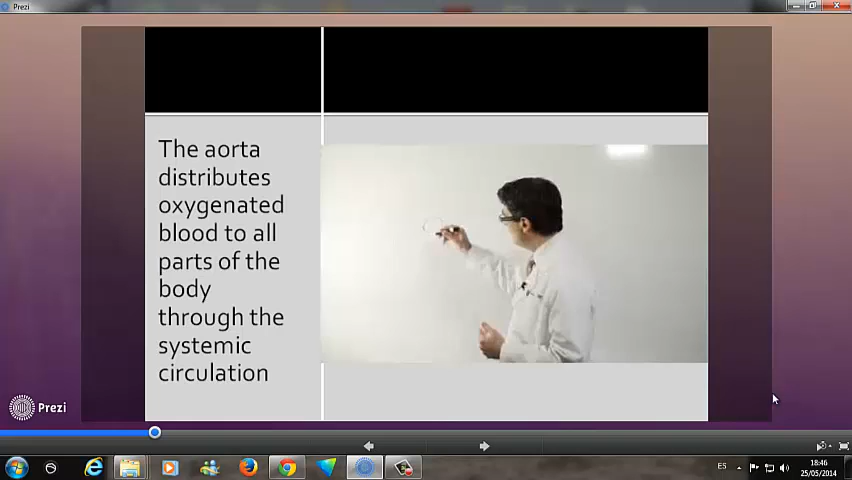 Prezi
The aorta
distributes
oxygenated
blood to all
parts of the
body
through the
systemic
circulation
Prezi
ES
18:46
25/05/2014